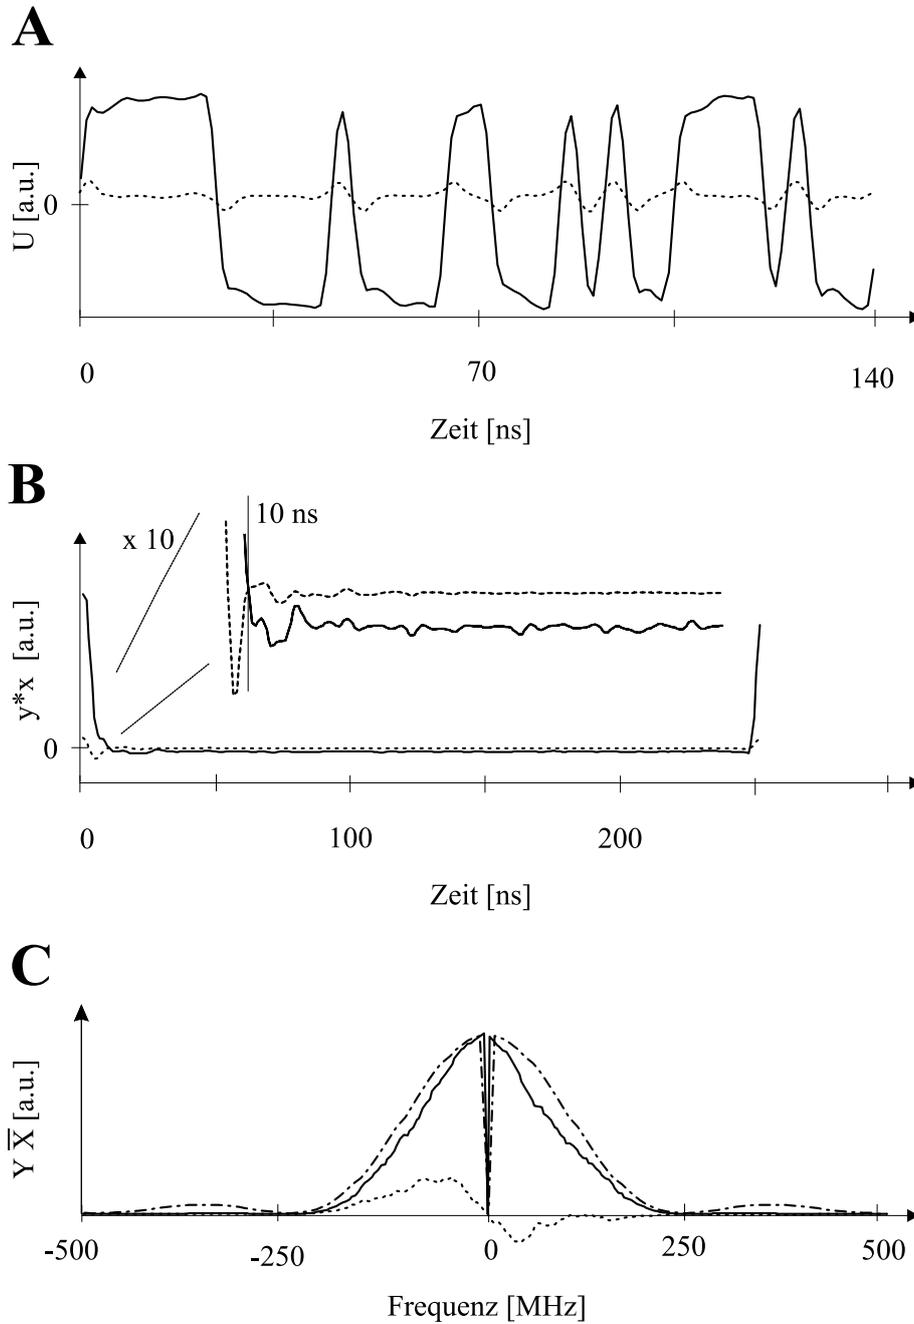 A
U [a.u.]
0
0 70 140
Zeit [ns]
B
x 10
10 ns
y*x [a.u.]
0
0 100 200
Zeit [ns]
C
Y X̅ [a.u.]
-500 -250 0 250 500
Frequenz [MHz]